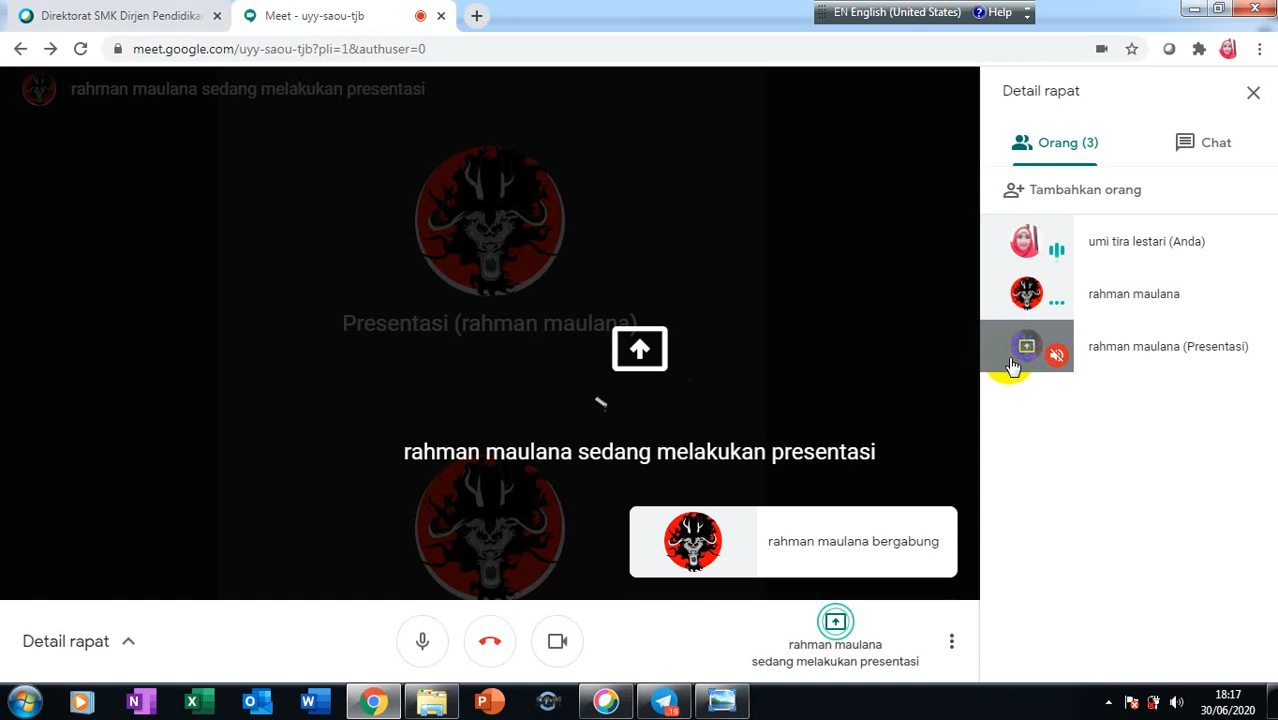 Direktorat SMK Dirjen Pendidika
Meet - uyy-saou-tjb
EN English (United States)
Help
meet.google.com/uyy-saou-tjb?pli=1&authuser=0
rahman maulana sedang melakukan presentasi
Presentasi (rahman maulana)
rahman maulana sedang melakukan presentasi
rahman maulana bergabung
Detail rapat
Orang (3)
Chat
Tambahkan orang
umi tira lestari (Anda)
rahman maulana
rahman maulana (Presentasi)
Detail rapat
rahman maulana
sedang melakukan presentasi
19
18:17
30/06/2020